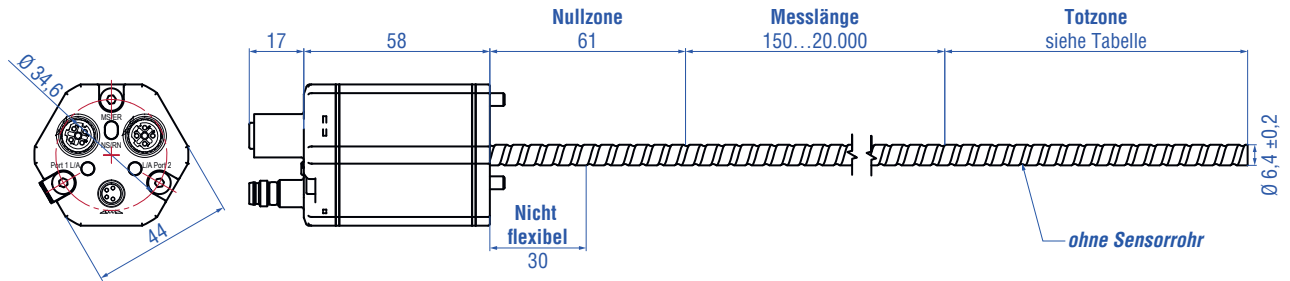 Nullzone
Messlänge
Totzone
17
58
61
150…20.000
siehe Tabelle
Ø 34,6
MS/ER
NS/RN
Port 1 L/A
L/A Port 2
44
Ø 6,4 ±0,2
Nicht
flexibel
30
ohne Sensorrohr